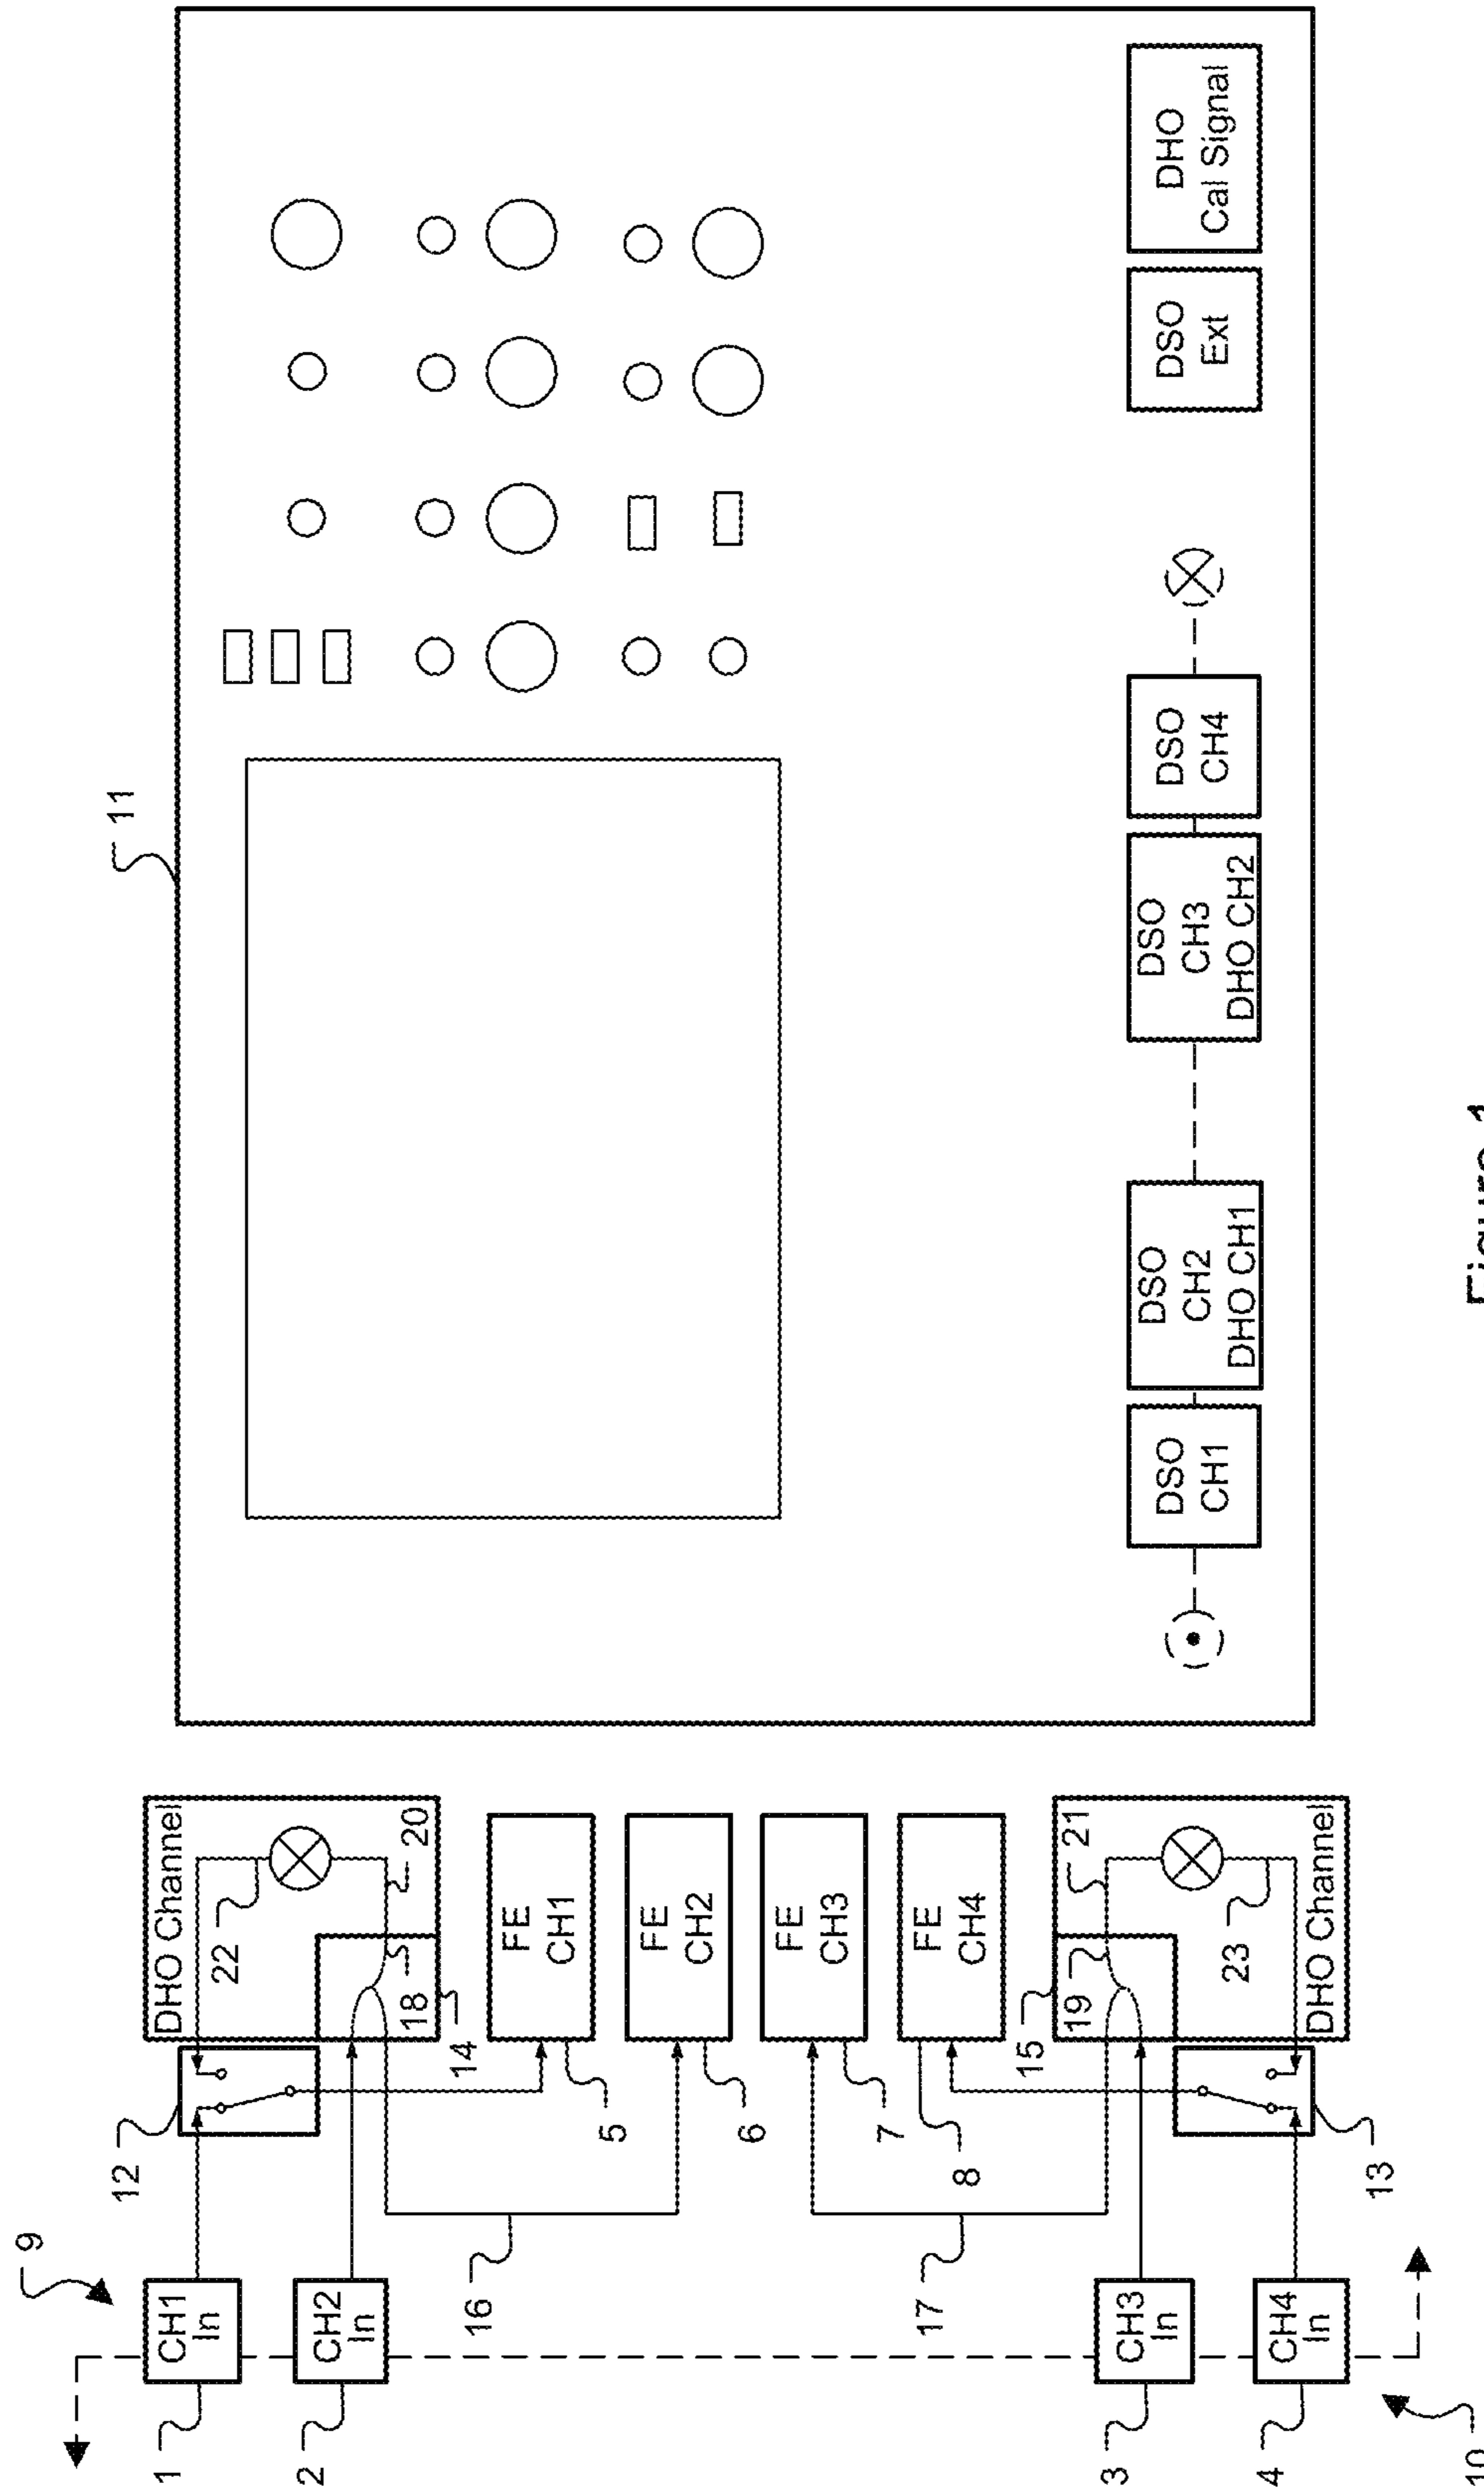 9
1
CH1
In
2
CH2
In
3
CH3
In
4
CH4
In
10
12
DHO Channel
22
18
20
14
16
FE
CH1
5
FE
CH2
6
FE
CH3
7
FE
CH4
8
17
15
19
21
23
DHO Channel
13
11
DSO
CH1
DSO
CH2
DHO CH1
DSO
CH3
DHO CH2
DSO
CH4
DSO
Ext
DHO
Cal Signal
Figure 1